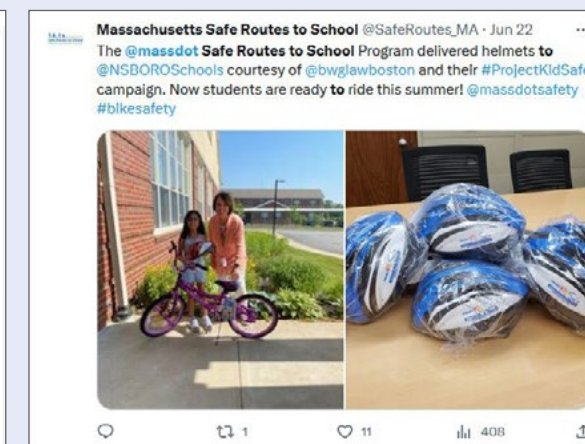 Massachusetts Safe Routes to School @SafeRoutes_MA · Jun 22 ...
The @massdot Safe Routes to School Program delivered helmets to
@NSBOROSchools courtesy of @bwglawboston and their #ProjectKidSafe
campaign. Now students are ready to ride this summer! @massdotsafety
#bikesafety
1 11 408